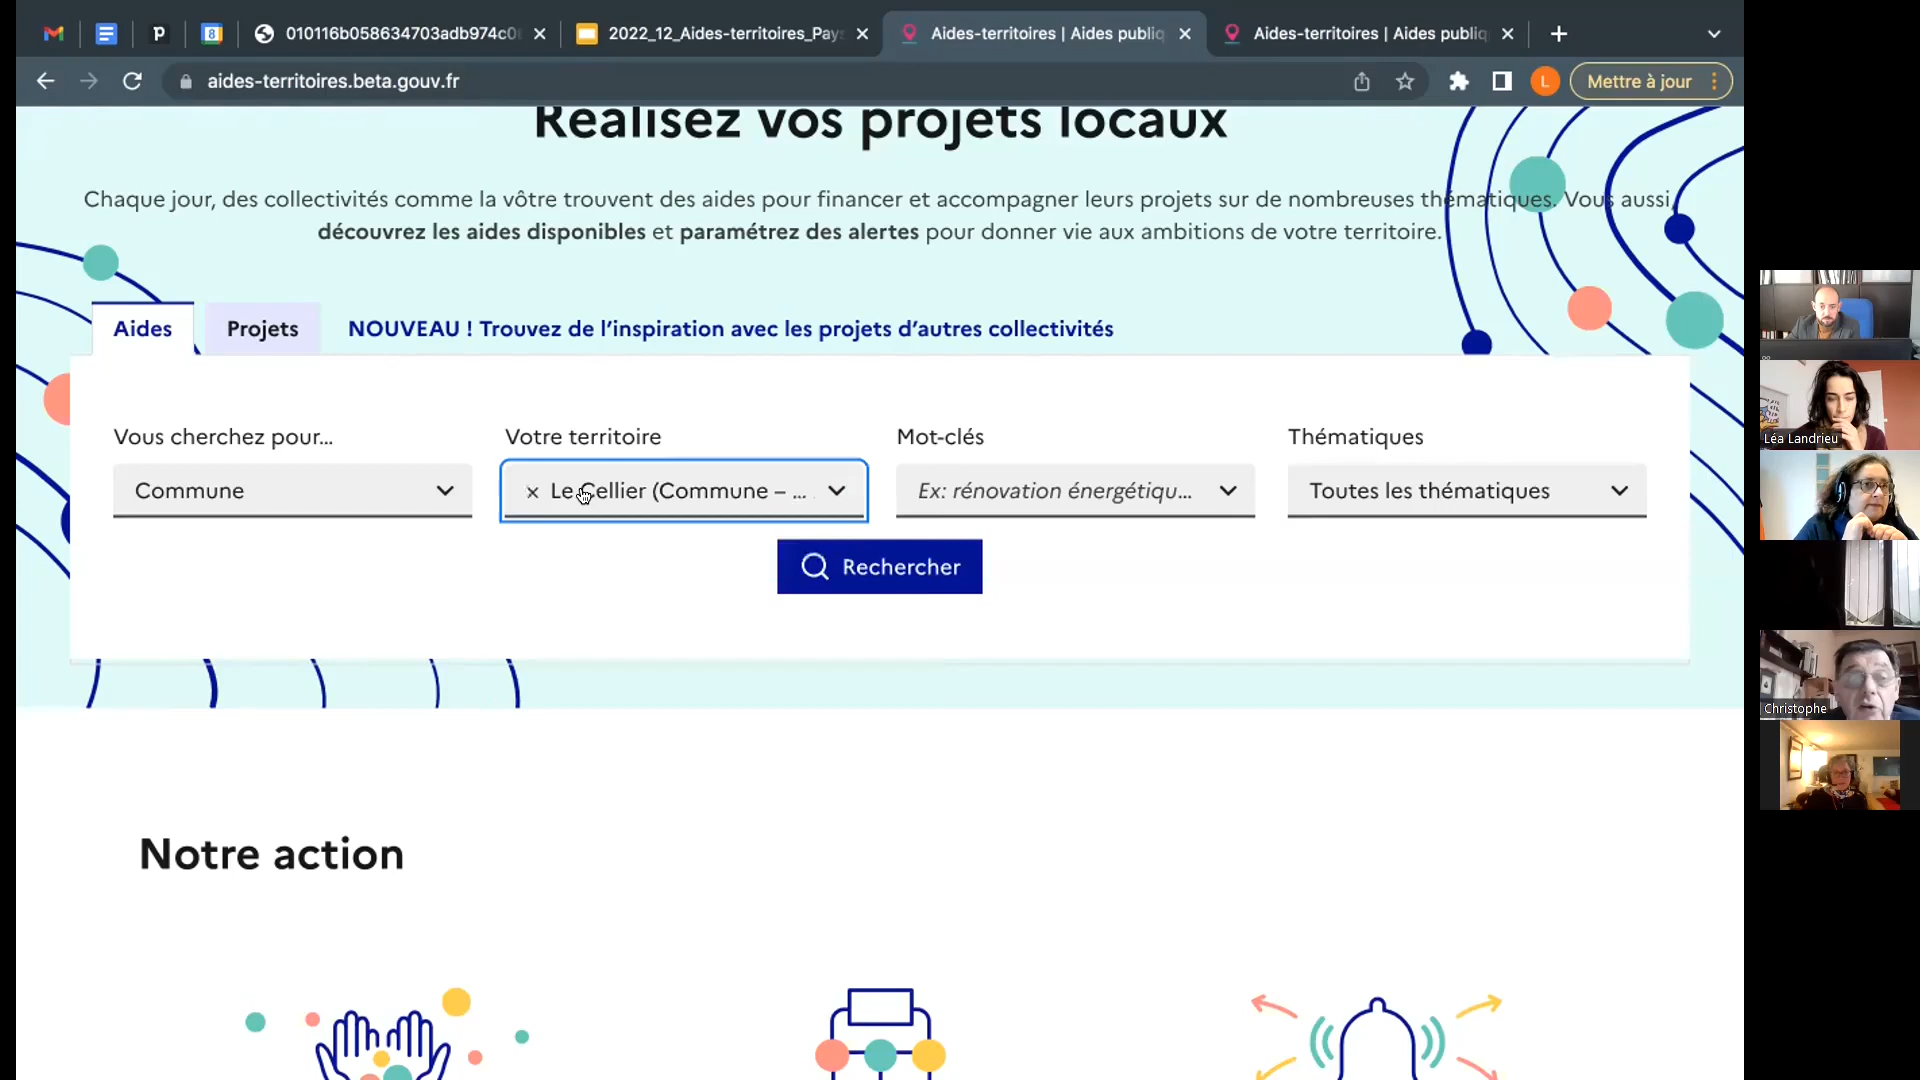 8
010116b058634703adb974c0
2022_12_Aides-territoires_Pay
Aides-territoires | Aides publiq
Aides-territoires | Aides publiq
aides-territoires.beta.gouv.fr
L
Mettre à jour
Réalisez vos projets locaux
Chaque jour, des collectivités comme la vôtre trouvent des aides pour financer et accompagner leurs projets sur de nombreuses thématiques. Vous aussi,
découvrez les aides disponibles et paramétrez des alertes pour donner vie aux ambitions de votre territoire.
Aides
Projets
NOUVEAU ! Trouvez de l’inspiration avec les projets d’autres collectivités
Vous cherchez pour...
Votre territoire
Mot-clés
Thématiques
Commune
× Le Cellier (Commune – ...
Ex: rénovation énergétiqu...
Toutes les thématiques
Rechercher
Notre action
Léa Landrieu
Christophe